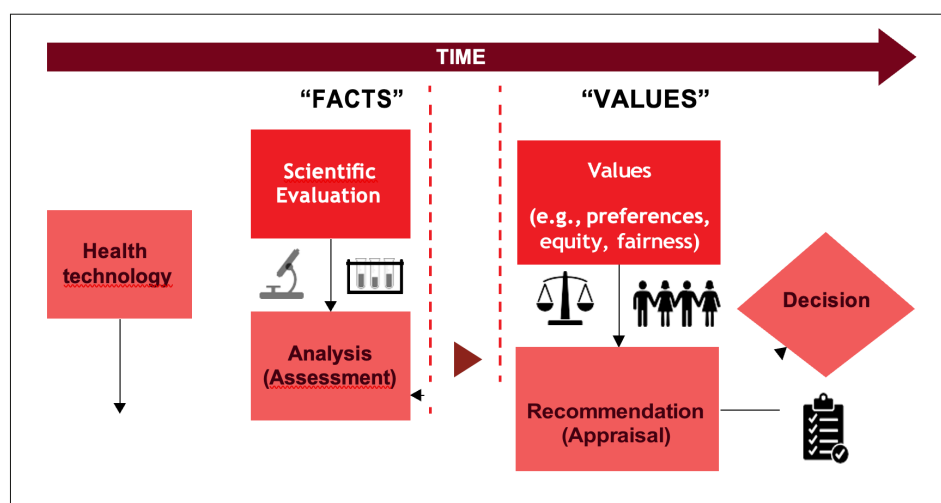 TIME
“FACTS”
“VALUES”
Health
technology
Scientific
Evaluation
Analysis
(Assessment)
Values
(e.g., preferences,
equity, fairness)
Recommendation
(Appraisal)
Decision